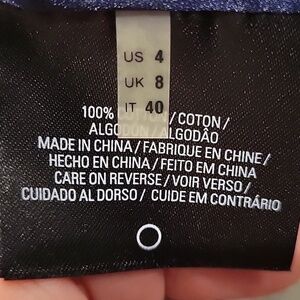 US 4
UK 8
IT 40
100% COTTON / COTON /
ALGODÓN / ALGODÃO
MADE IN CHINA / FABRIQUE EN CHINE /
HECHO EN CHINA / FEITO EM CHINA
CARE ON REVERSE / VOIR VERSO /
CUIDADO AL DORSO / CUIDE EM CONTRÁRIO